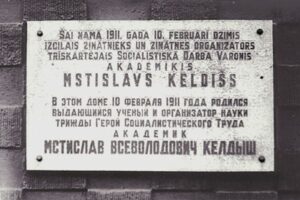 ŠAI NAMĀ 1911. GADA 10. FEBRUĀRĪ DZIMIS
IZCILAIS ZINĀTNIEKS UN ZINĀTNES ORGANIZATORS
TRĪSKĀRTĒJAIS SOCIĀLISTISKĀ DARBA VARONIS
AKADĒMIĶIS
MSTISLAVS KELDIŠS
В ЭТОМ ДОМЕ 10 ФЕВРАЛЯ 1911 ГОДА РОДИЛСЯ
ВЫДАЮЩИЙСЯ УЧЕНЫЙ И ОРГАНИЗАТОР НАУКИ
ТРИЖДЫ ГЕРОЙ СОЦИАЛИСТИЧЕСКОГО ТРУДА
АКАДЕМИК
МСТИСЛАВ ВСЕВОЛОДОВИЧ КЕЛДЫШ